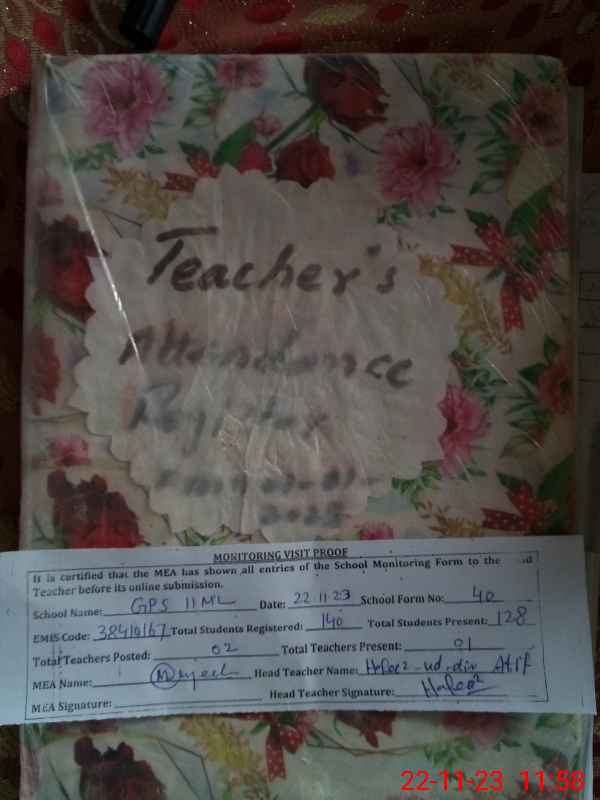 Teacher's
Attendance
Register
MONITORING VISIT PROOF
It is certified that the MEA has shown all entries of the School Monitoring Form to the
Teacher before its online submission.
School Name: GPS 11 ML Date: 22.11.23 School Form No: 40
EMIS Code: 38410167 Total Students Registered: 140 Total Students Present: 128
Total Teachers Posted: 02 Total Teachers Present: 01
MEA Name: Head Teacher Name: Hafeez-ud-din Atif
MEA Signature: Head Teacher Signature: Hafeez
22-11-23 11:58